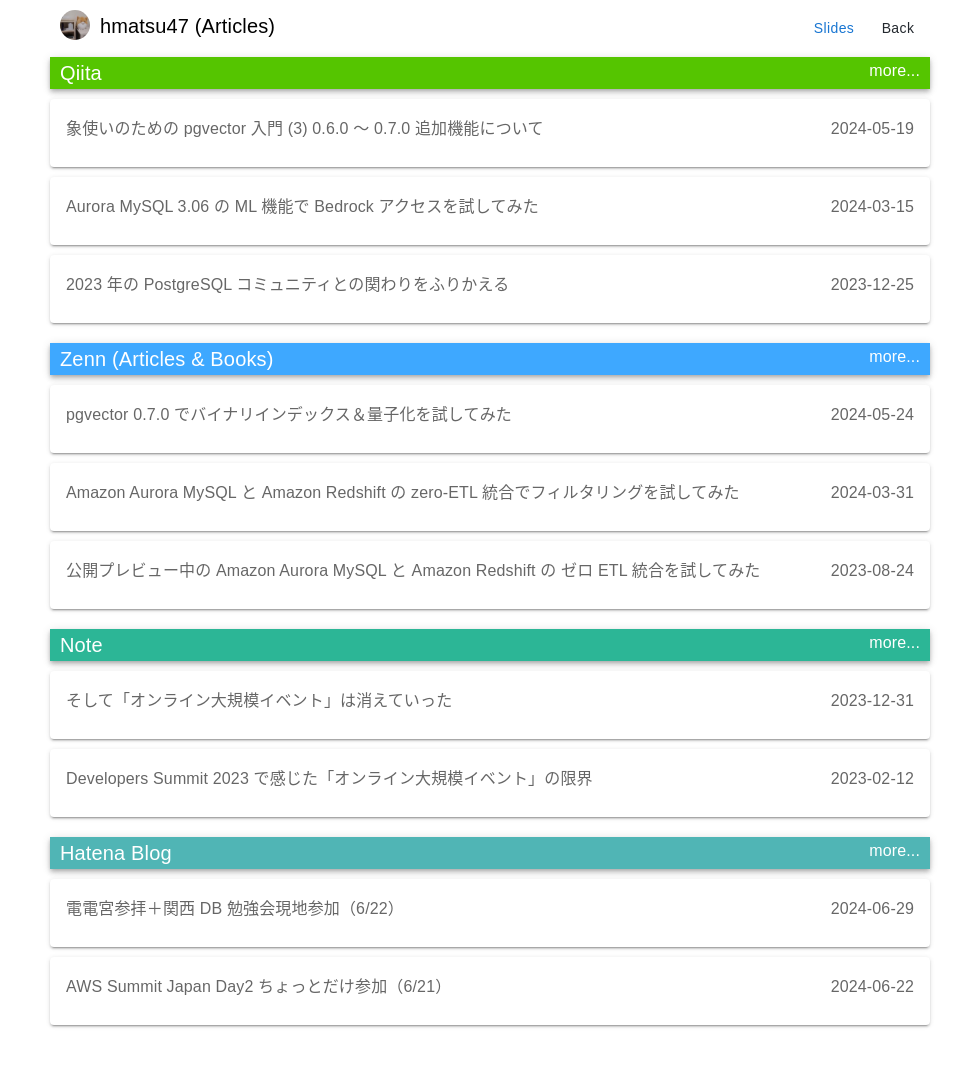 hmatsu47 (Articles)
Slides
Back
Qiita
more...
象使いのための pgvector 入門 (3) 0.6.0 〜 0.7.0 追加機能について
2024-05-19
Aurora MySQL 3.06 の ML 機能で Bedrock アクセスを試してみた
2024-03-15
2023 年の PostgreSQL コミュニティとの関わりをふりかえる
2023-12-25
Zenn (Articles & Books)
more...
pgvector 0.7.0 でバイナリインデックス＆量子化を試してみた
2024-05-24
Amazon Aurora MySQL と Amazon Redshift の zero-ETL 統合でフィルタリングを試してみた
2024-03-31
公開プレビュー中の Amazon Aurora MySQL と Amazon Redshift の ゼロ ETL 統合を試してみた
2023-08-24
Note
more...
そして「オンライン大規模イベント」は消えていった
2023-12-31
Developers Summit 2023 で感じた「オンライン大規模イベント」の限界
2023-02-12
Hatena Blog
more...
電電宮参拝＋関西 DB 勉強会現地参加（6/22）
2024-06-29
AWS Summit Japan Day2 ちょっとだけ参加（6/21）
2024-06-22